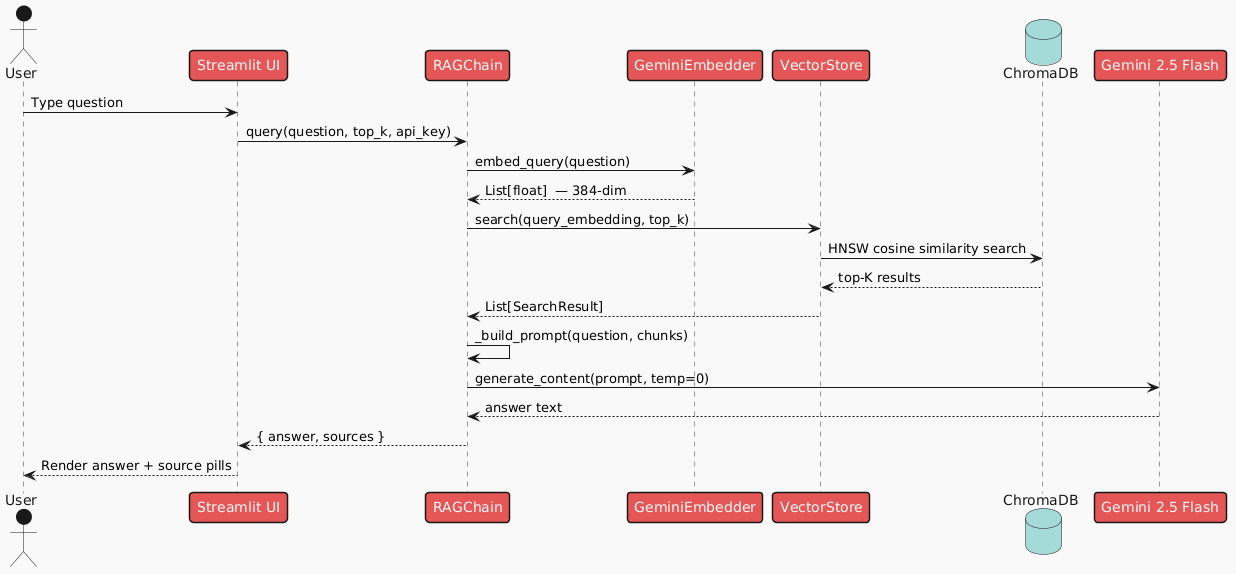 User
Streamlit UI
RAGChain
GeminiEmbedder
VectorStore
ChromaDB
Gemini 2.5 Flash
Type question
query(question, top_k, api_key)
embed_query(question)
List[float] — 384-dim
search(query_embedding, top_k)
HNSW cosine similarity search
top-K results
List[SearchResult]
_build_prompt(question, chunks)
generate_content(prompt, temp=0)
answer text
{ answer, sources }
Render answer + source pills
User
Streamlit UI
RAGChain
GeminiEmbedder
VectorStore
ChromaDB
Gemini 2.5 Flash